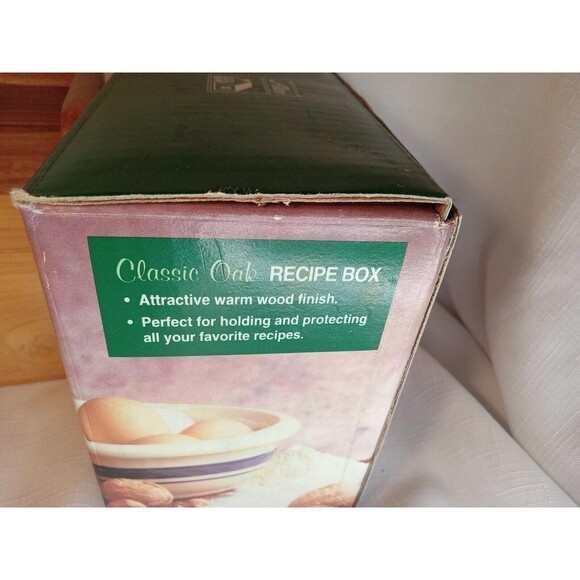 Classic Oak RECIPE BOX
• Attractive warm wood finish.
• Perfect for holding and protecting
all your favorite recipes.